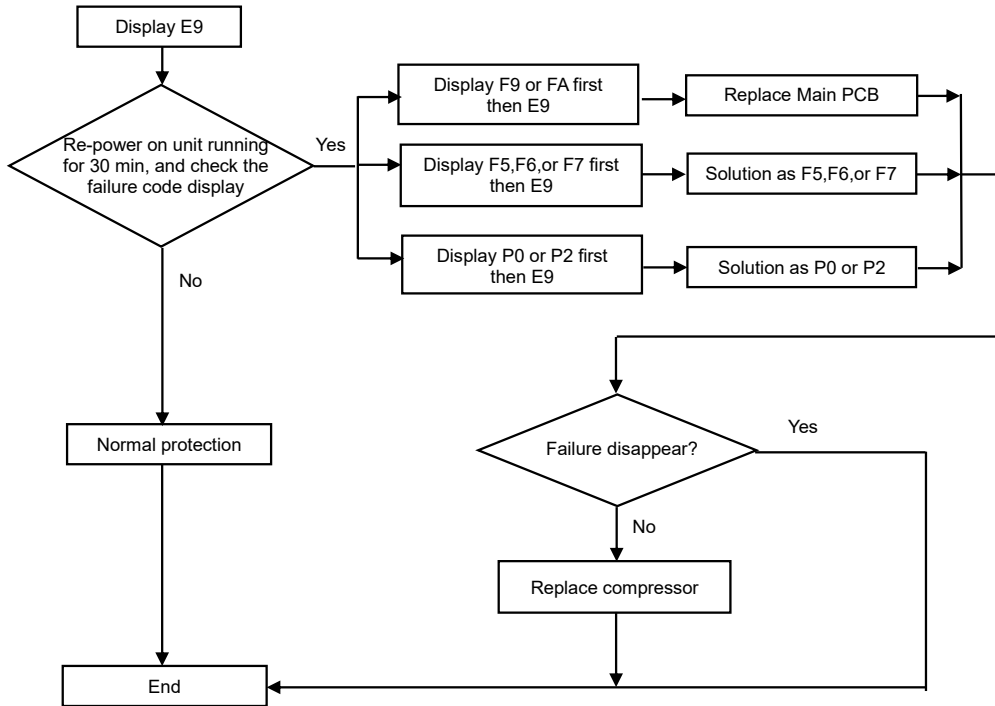 Display E9
Re-power on unit running
for 30 min, and check the
failure code display
Yes
Display F9 or FA first
then E9
Replace Main PCB
Display F5,F6,or F7 first
then E9
Solution as F5,F6,or F7
Display P0 or P2 first
then E9
Solution as P0 or P2
No
Normal protection
Failure disappear?
Yes
No
Replace compressor
End